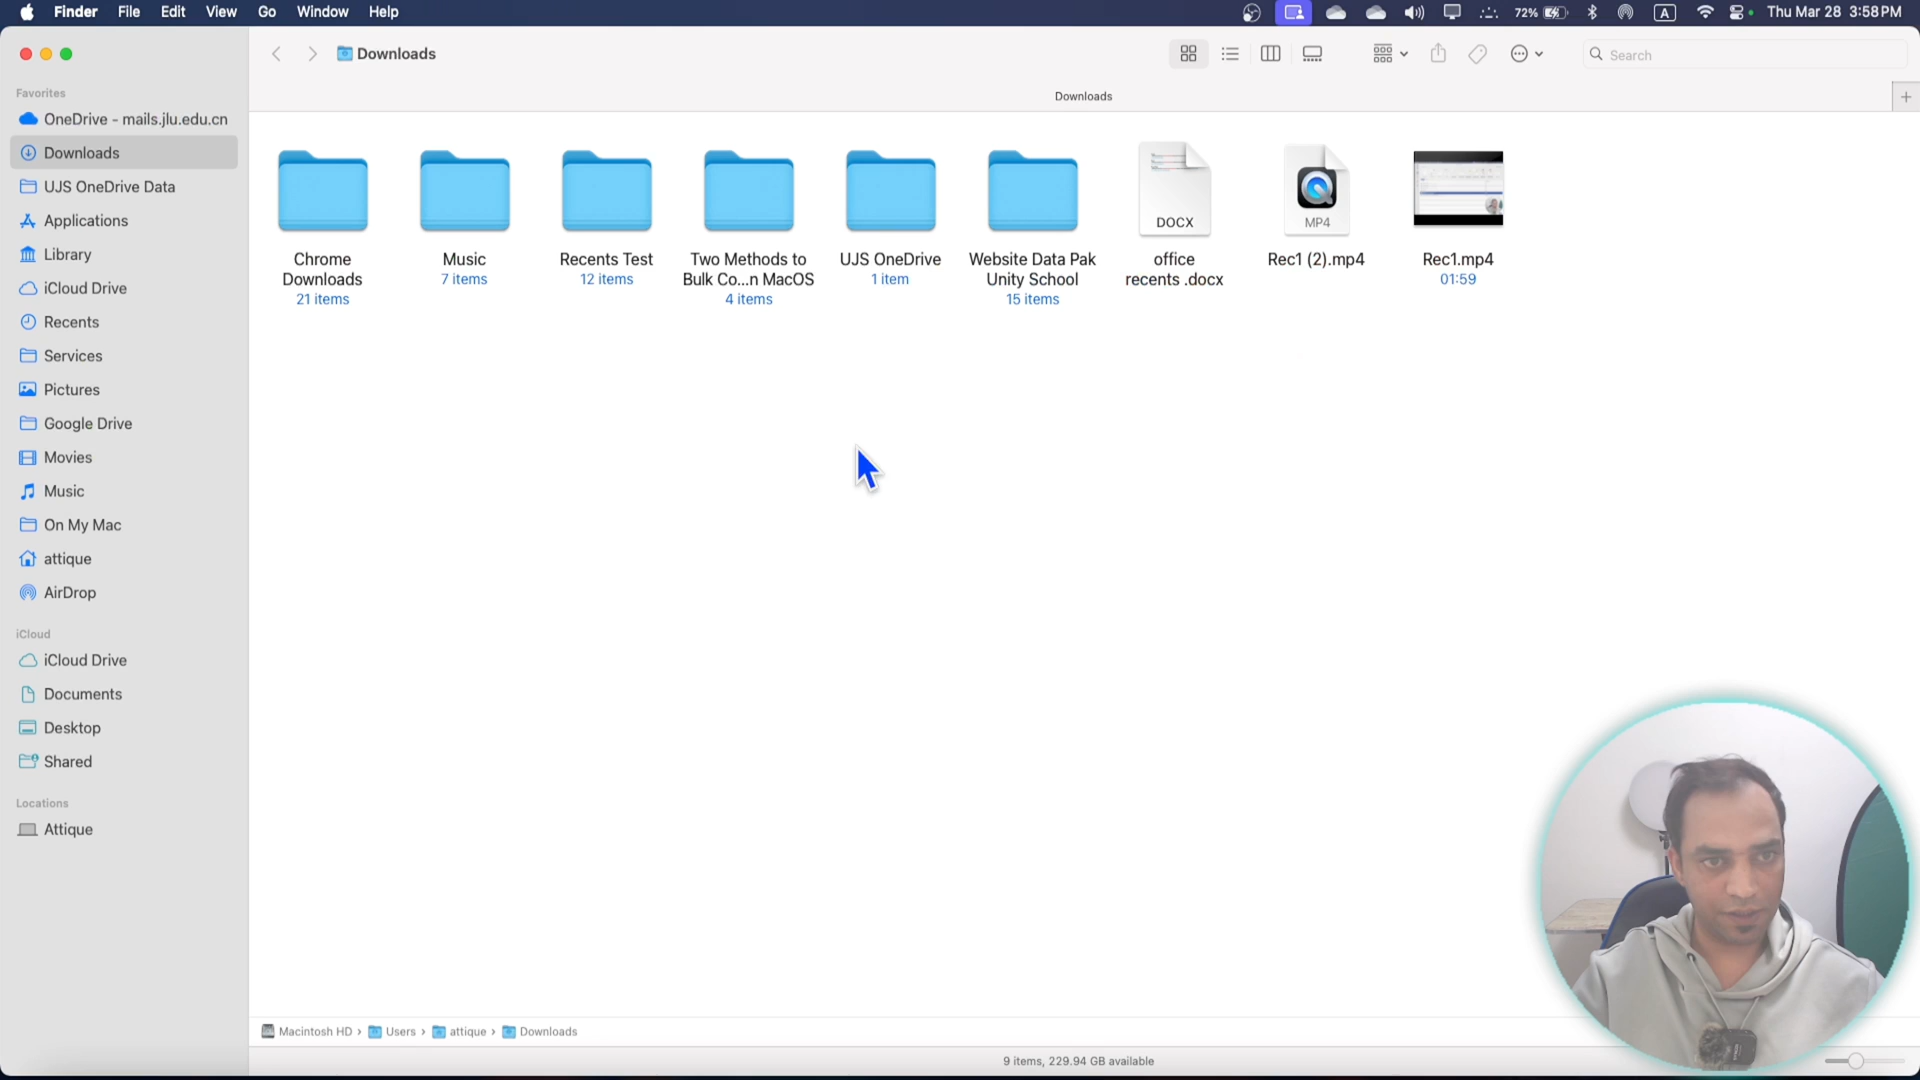 Finder File Edit View Go Window Help
72% A Thu Mar 28 3:58 PM
Downloads
Search
Downloads
Favorites
OneDrive - mails.jlu.edu.cn
Downloads
UJS OneDrive Data
Applications
Library
iCloud Drive
Recents
Services
Pictures
Google Drive
Movies
Music
On My Mac
attique
AirDrop
iCloud
iCloud Drive
Documents
Desktop
Shared
Locations
Attique
Chrome
Downloads
21 items
Music
7 items
Recents Test
12 items
Two Methods to
Bulk Co...n MacOS
4 items
UJS OneDrive
1 item
Website Data Pak
Unity School
15 items
DOCX
office
recents .docx
MP4
Rec1 (2).mp4
Rec1.mp4
01:59
Macintosh HD › Users › attique › Downloads
9 items, 229.94 GB available